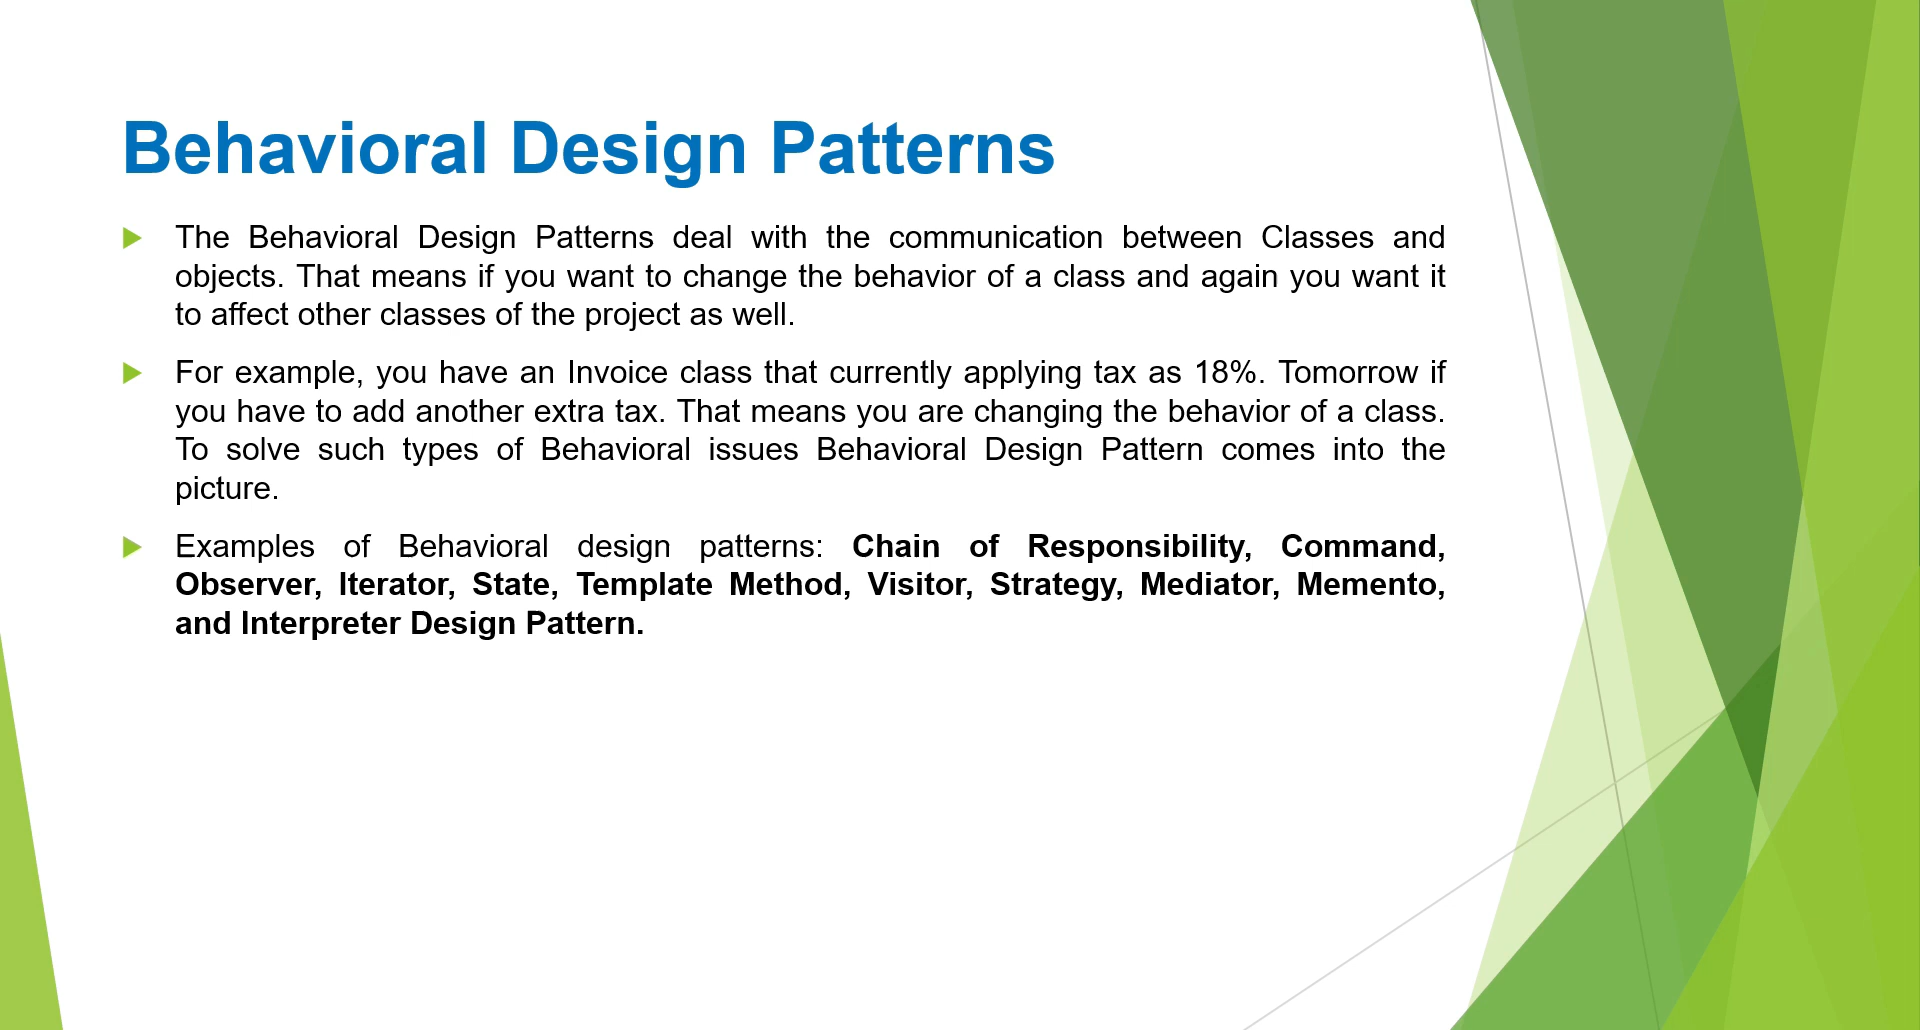 Behavioral Design Patterns
The Behavioral Design Patterns deal with the communication between Classes and
objects. That means if you want to change the behavior of a class and again you want it
to affect other classes of the project as well.
For example, you have an Invoice class that currently applying tax as 18%. Tomorrow if
you have to add another extra tax. That means you are changing the behavior of a class.
To solve such types of Behavioral issues Behavioral Design Pattern comes into the
picture.
Examples of Behavioral design patterns: Chain of Responsibility, Command,
Observer, Iterator, State, Template Method, Visitor, Strategy, Mediator, Memento,
and Interpreter Design Pattern.